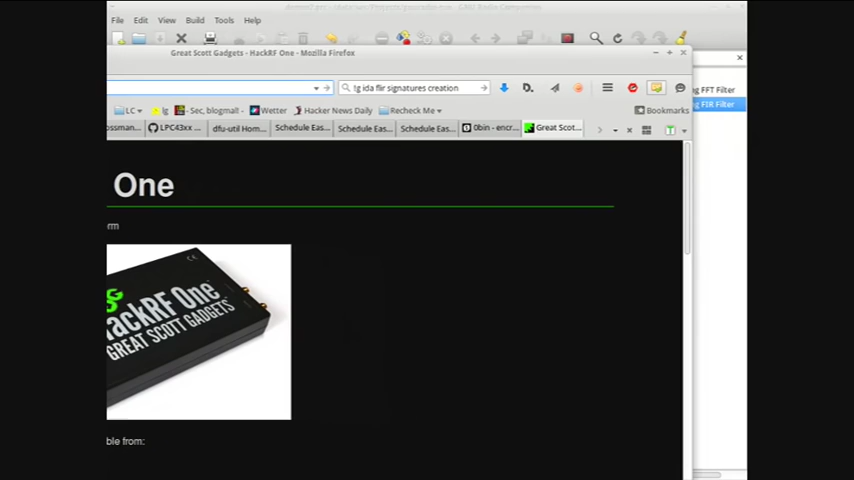 File Edit View Build Tools Help
Great Scott Gadgets - HackRF One - Mozilla Firefox
!g ida flir signatures creation
g FFT Filter
g FIR Filter
LC lg - Sec, blogmal! - Wetter Hacker News Daily Recheck Me Bookmarks
ossman... LPC43xx ... dfu-util Hom... Schedule Eas... Schedule Eas... Schedule Eas... 0bin - encr... Great Scot...
One
rm
HackRF One
GREAT SCOTT GADGETS
ble from: